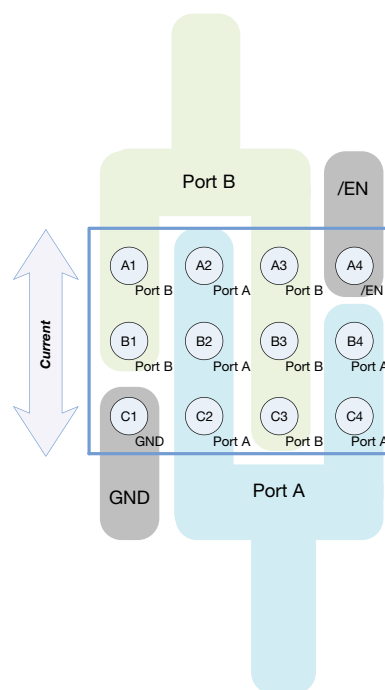 Port B
/EN
A1
A2
A3
A4
Port B
Port A
Port B
/EN
Current
B1
B2
B3
B4
Port B
Port A
Port B
Port A
C1
C2
C3
C4
GND
Port A
Port B
Port A
GND
Port A